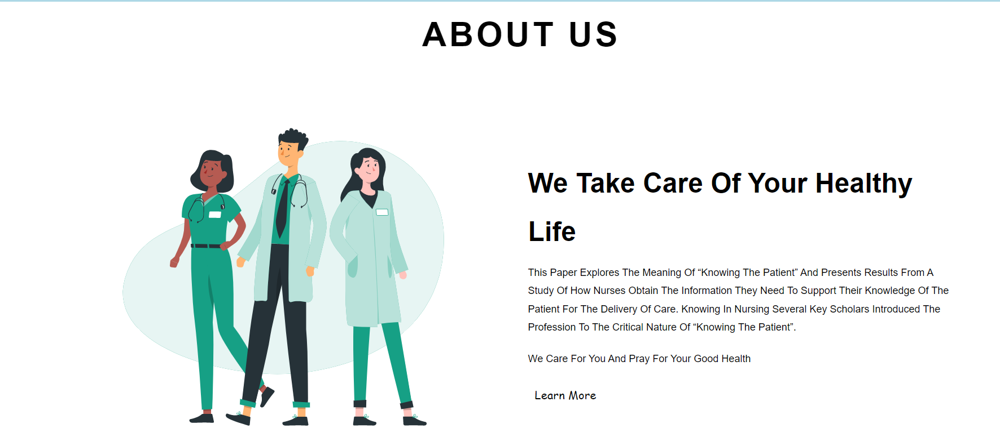 ABOUT US
We Take Care Of Your Healthy
Life
This Paper Explores The Meaning Of “Knowing The Patient” And Presents Results From A
Study Of How Nurses Obtain The Information They Need To Support Their Knowledge Of The
Patient For The Delivery Of Care. Knowing In Nursing Several Key Scholars Introduced The
Profession To The Critical Nature Of “Knowing The Patient”.
We Care For You And Pray For Your Good Health
Learn More